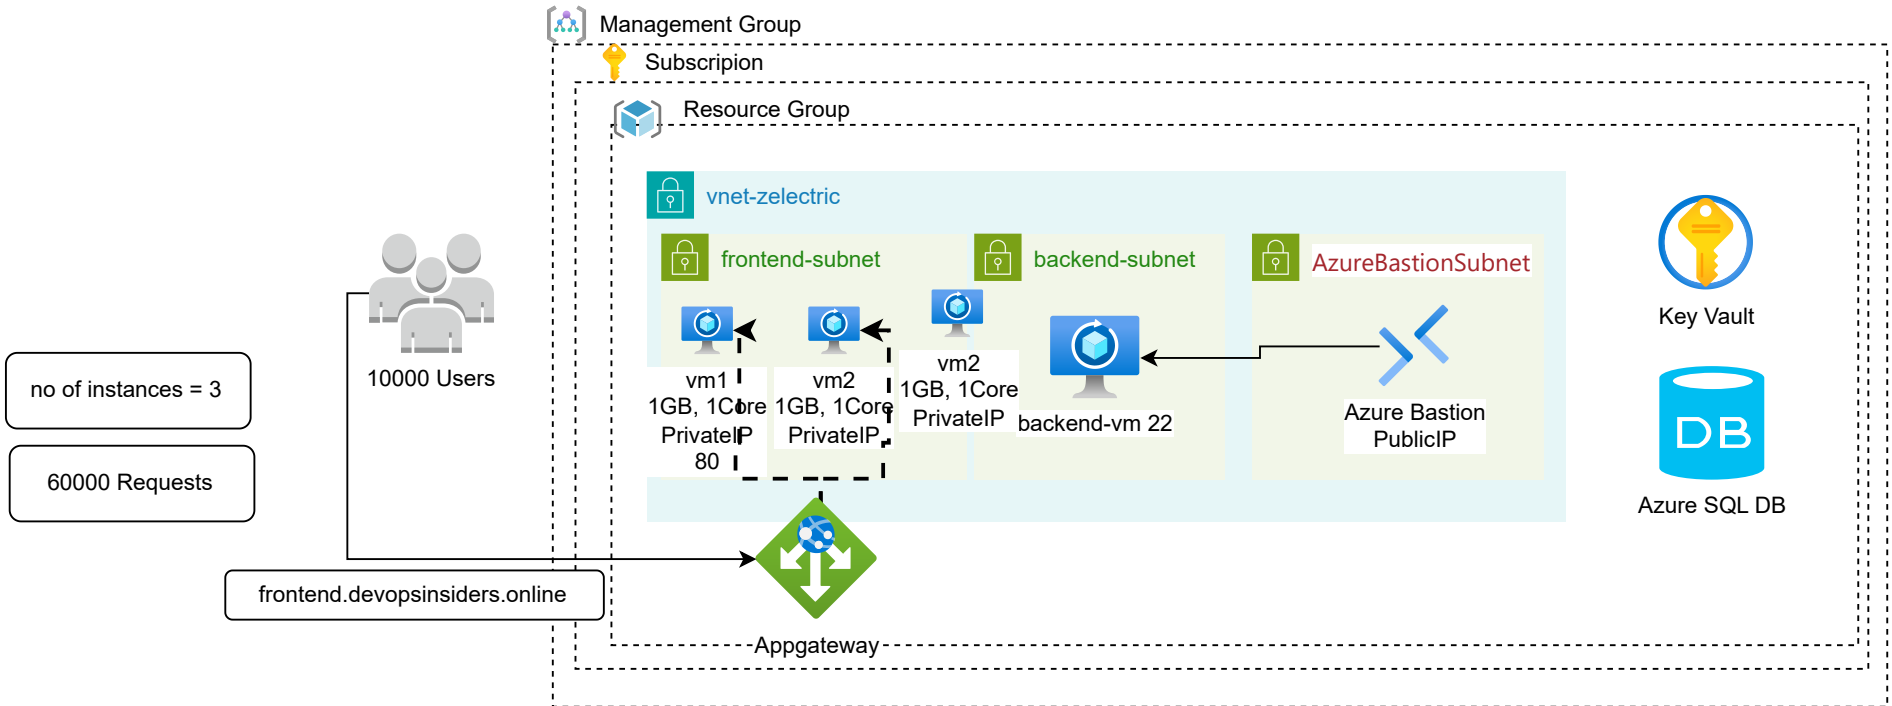 Management Group
Subscripion
Resource Group
vnet-zelectric
frontend-subnet
backend-subnet
AzureBastionSubnet
vm1
1GB, 1Core
PrivateIP
80
vm2
1GB, 1Core
PrivateIP
vm2
1GB, 1Core
PrivateIP
backend-vm 22
Azure Bastion
PublicIP
Key Vault
DB
Azure SQL DB
10000 Users
no of instances = 3
60000 Requests
frontend.devopsinsiders.online
Appgateway